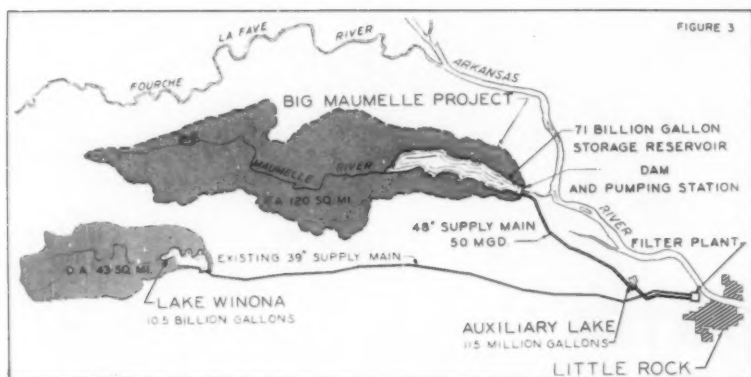 FIGURE 3
LA FAVE
RIVER
FOURCHE
ARKANSAS
BIG MAUMELLE PROJECT
71 BILLION GALLON
STORAGE RESERVOIR
MAUMELLE RIVER
DAM
AND PUMPING STATION
D.A. 120 SQ. MI.
RIVER
48" SUPPLY MAIN
50 MGD.
FILTER PLANT
D.A. 43 SQ. MI.
EXISTING 39" SUPPLY MAIN
LAKE WINONA
10.5 BILLION GALLONS
AUXILIARY LAKE
115 MILLION GALLONS
LITTLE ROCK